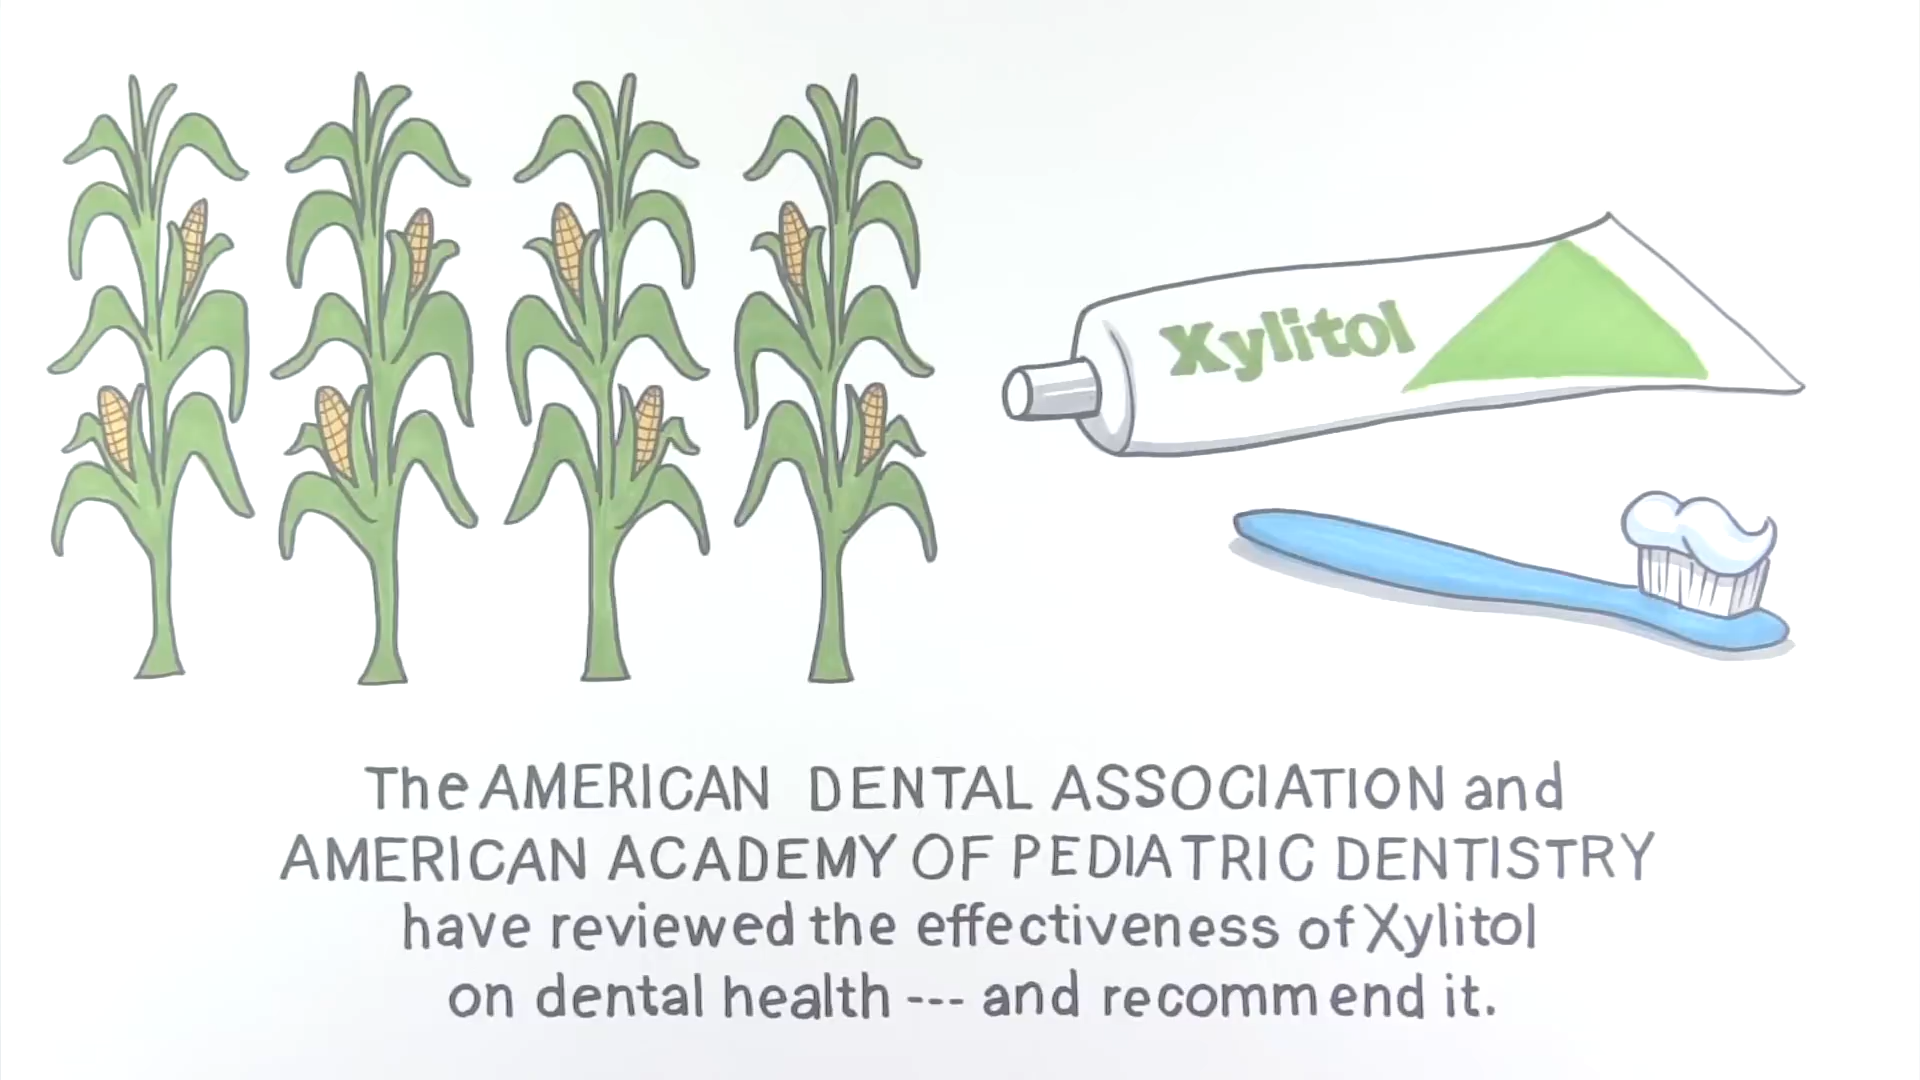 Xylitol
The AMERICAN DENTAL ASSOCIATION and
AMERICAN ACADEMY OF PEDIATRIC DENTISTRY
have reviewed the effectiveness of Xylitol
on dental health --- and recommend it.